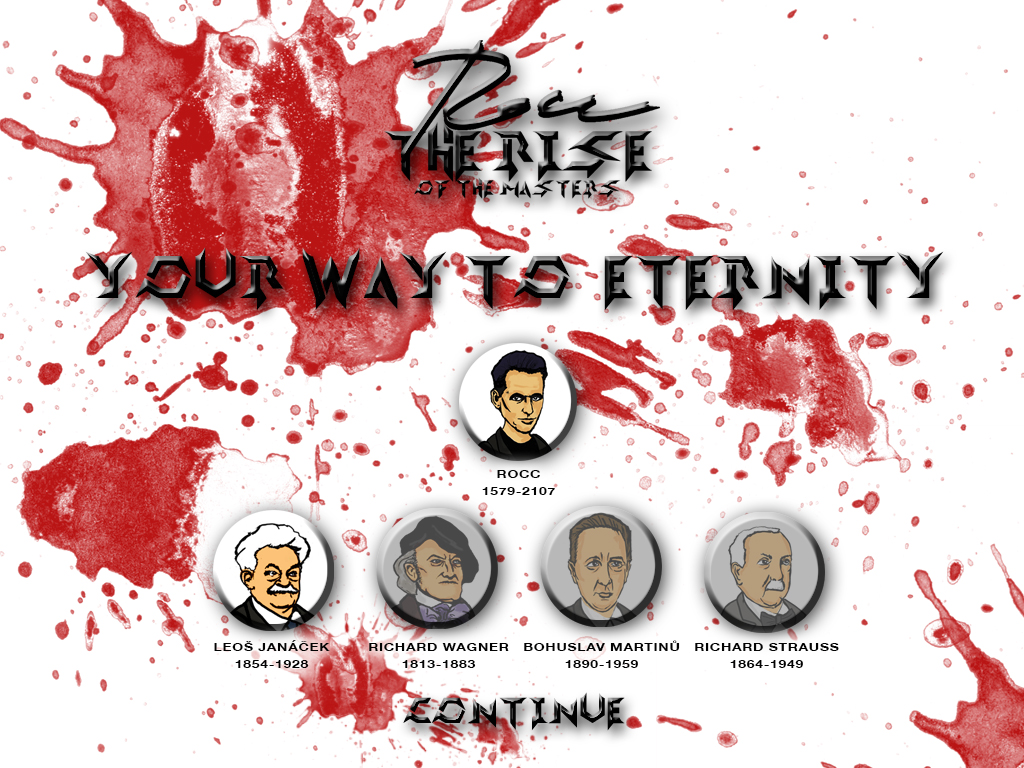 Rocc
THE RISE
OF THE MASTERS
YOUR WAY TO ETERNITY
ROCC
1579-2107
LEOŠ JANÁČEK
1854-1928
RICHARD WAGNER
1813-1883
BOHUSLAV MARTINŮ
1890-1959
RICHARD STRAUSS
1864-1949
CONTINUE